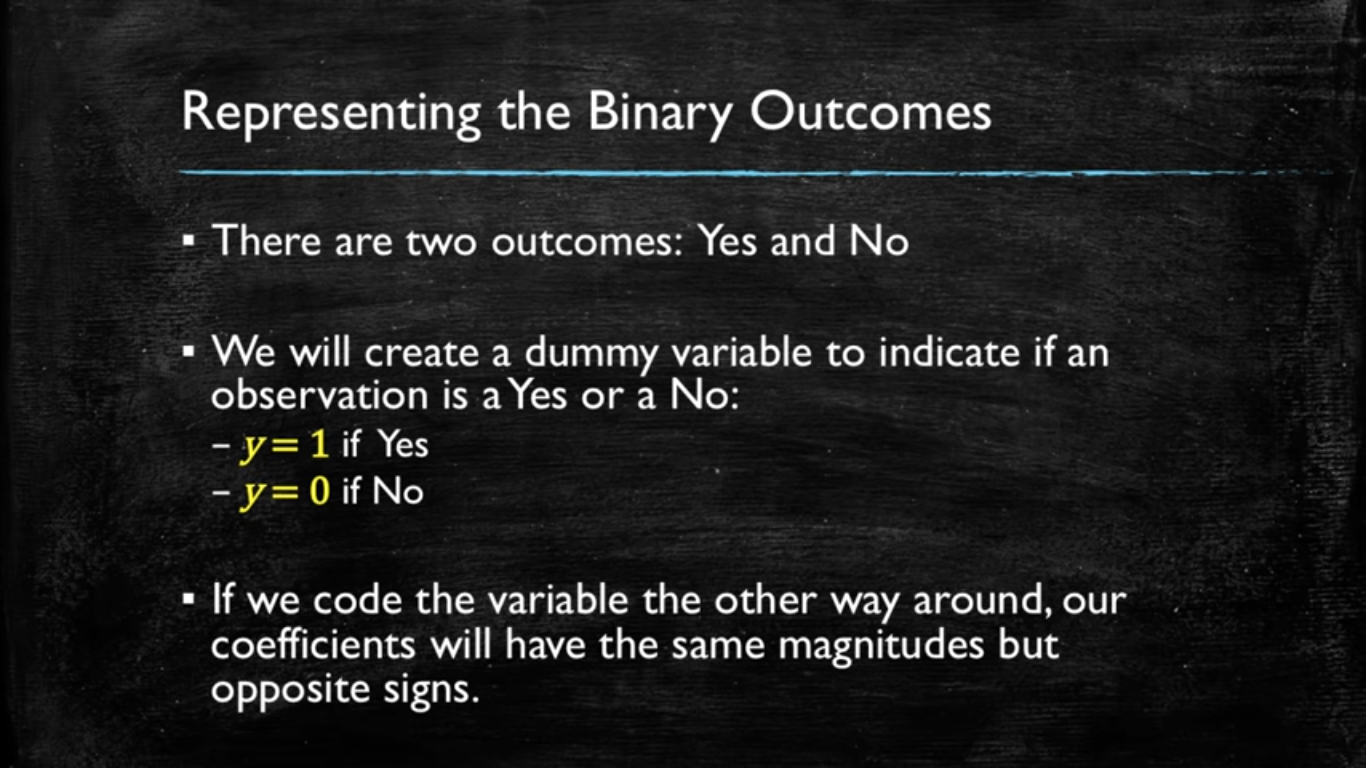 Representing the Binary Outcomes
▪ There are two outcomes: Yes and No
▪ We will create a dummy variable to indicate if an
observation is a Yes or a No:
– y = 1 if Yes
– y = 0 if No
▪ If we code the variable the other way around, our
coefficients will have the same magnitudes but
opposite signs.